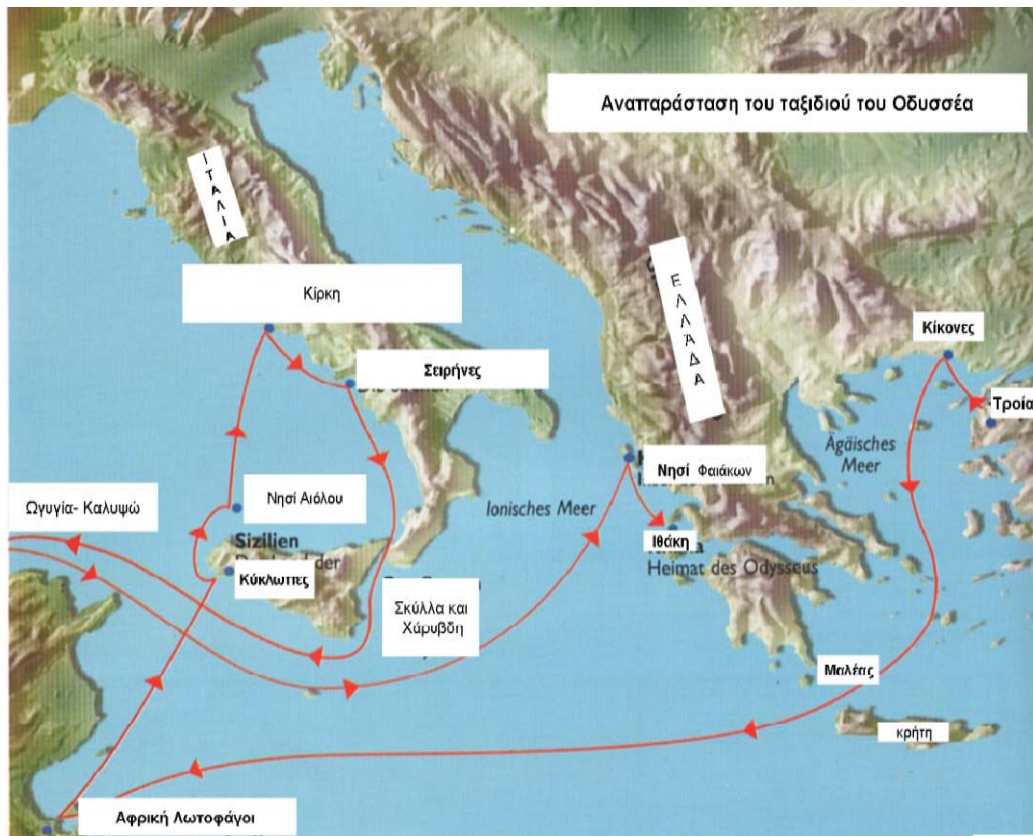 Αναπαράσταση του ταξιδιού του Οδυσσέα
ΙΤΑΛΙΑ
ΕΛΛΑΔΑ
Κίρκη
Κίκονες
Σειρήνες
Τροία
Ägäisches
Meer
Νησί Φαιάκων
Ωγυγία- Καλυψώ
Νησί Αιόλου
Ionisches Meer
Ιθάκη
Heimat des Odysseus
Sizilien
der
Κύκλωπες
Σκύλλα και
Χάρυβδη
Μαλέας
κρήτη
Αφρική Λωτοφάγοι